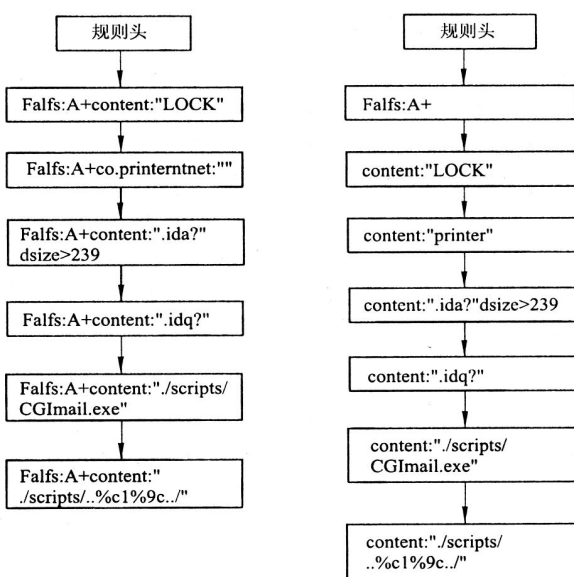 规则头
Falfs:A+content:"LOCK"
Falfs:A+co.printerntnet:""
Falfs:A+content:".ida?"
dsize>239
Falfs:A+content:".idq?"
Falfs:A+content:"./scripts/
CGImail.exe"
Falfs:A+content:"
./scripts/..%c1%9c../"
规则头
Falfs:A+
content:"LOCK"
content:"printer"
content:".ida?"dsize>239
content:".idq?"
content:"./scripts/
CGImail.exe"
content:"./scripts/
..%c1%9c../"